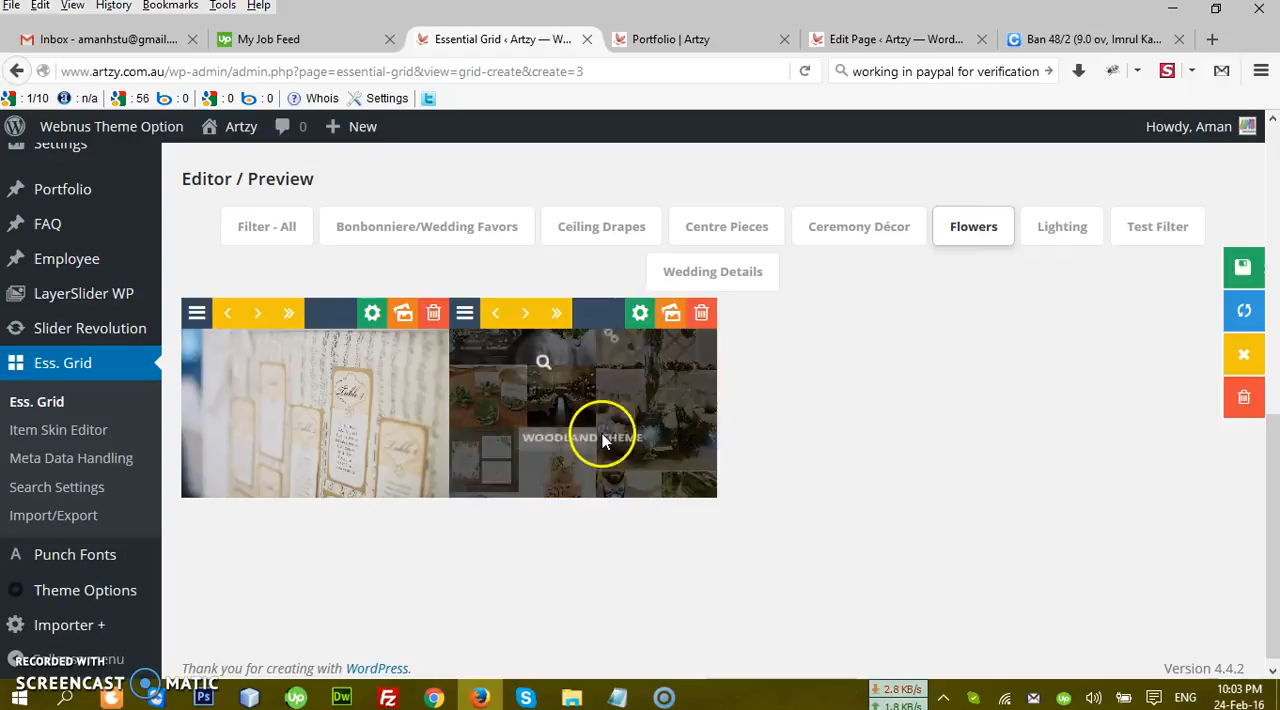 File Edit View History Bookmarks Tools Help
Inbox - amanhstu@gmail....
My Job Feed
Essential Grid ‹ Artzy — W...
Portfolio | Artzy
Edit Page ‹ Artzy — Word...
Ban 48/2 (9.0 ov, Imrul Ka...
www.artzy.com.au/wp-admin/admin.php?page=essential-grid&view=grid-create&create=3
working in paypal for verification
: 1/10 : n/a : 56 : 0 : 0 : 0 Whois Settings
Webnus Theme Option Artzy 0 New Howdy, Aman
Settings
Portfolio
FAQ
Employee
LayerSlider WP
Slider Revolution
Ess. Grid
Ess. Grid
Item Skin Editor
Meta Data Handling
Search Settings
Import/Export
Punch Fonts
Theme Options
Importer +
Editor / Preview
Filter - All Bonbonniere/Wedding Favors Ceiling Drapes Centre Pieces Ceremony Décor Flowers Lighting Test Filter
Wedding Details
WOODLAND THEME
Thank you for creating with WordPress.
Version 4.4.2
RECORDED WITH
SCREENCAST MATIC
2.8 KB/s
1.8 KB/s
ENG
10:03 PM
24-Feb-16